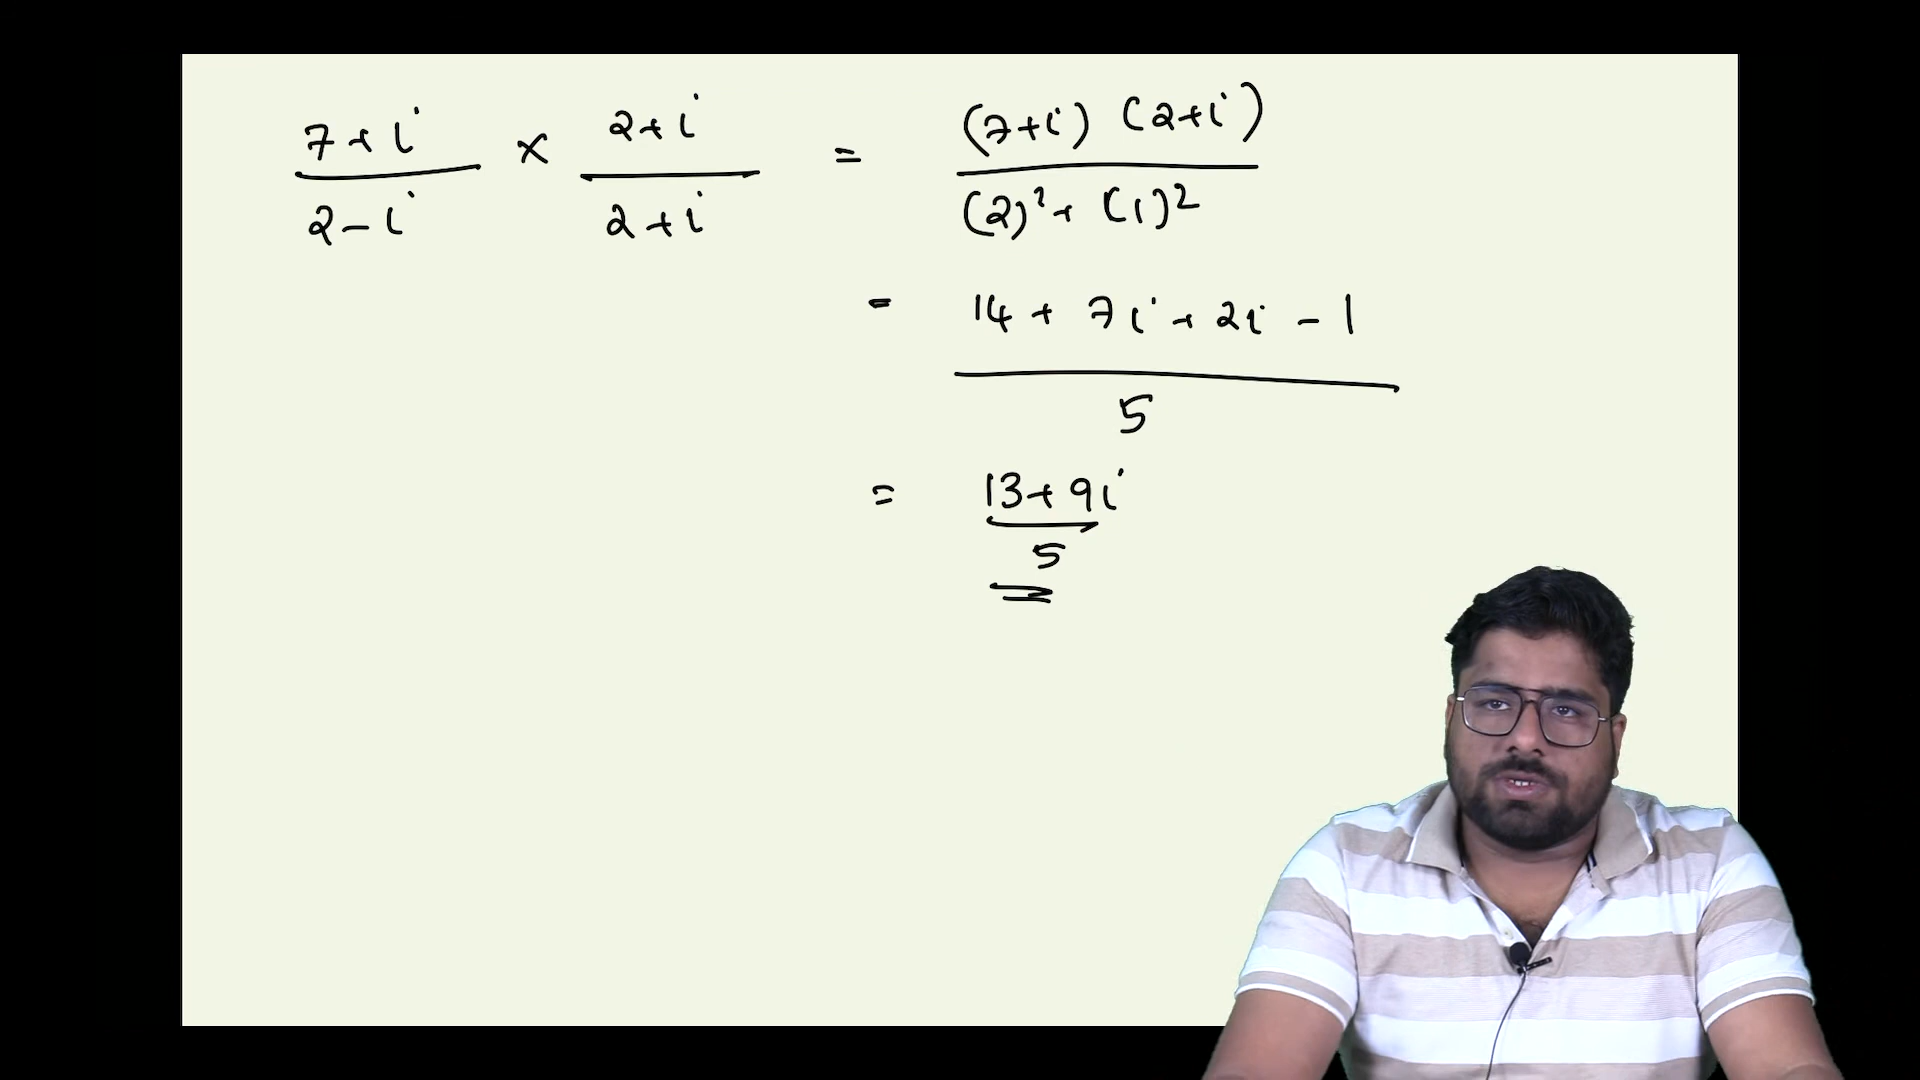 7+i / 2-i × 2+i / 2+i = (7+i) (2+i) / (2)²+ (1)²
= 14 + 7i + 2i - 1 / 5
= 13+9i / 5